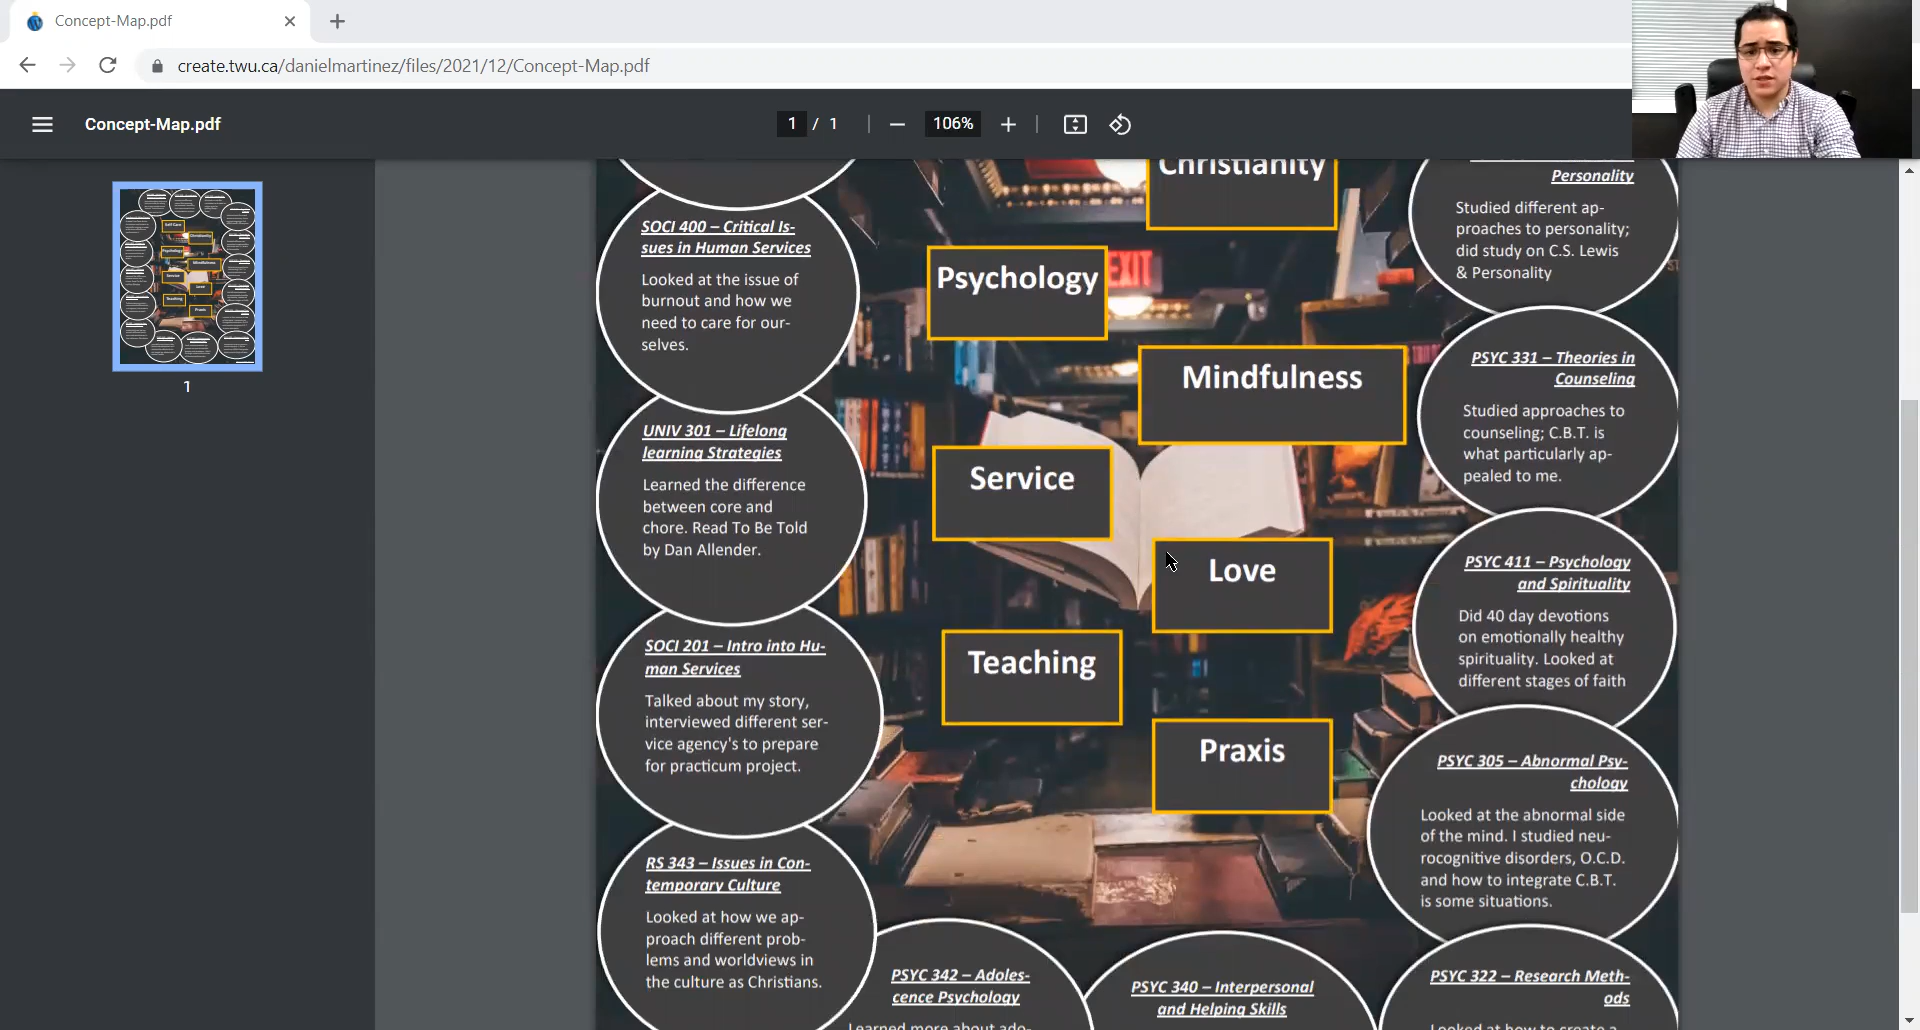 Concept-Map.pdf
create.twu.ca/danielmartinez/files/2021/12/Concept-Map.pdf
Concept-Map.pdf
1 / 1
106%
1
SOCI 400 – Critical Is-
sues in Human Services
Looked at the issue of
burnout and how we
need to care for our-
selves.
UNIV 301 – Lifelong
learning Strategies
Learned the difference
between core and
chore. Read To Be Told
by Dan Allender.
SOCI 201 – Intro into Hu-
man Services
Talked about my story,
interviewed different ser-
vice agency's to prepare
for practicum project.
RS 343 – Issues in Con-
temporary Culture
Looked at how we ap-
proach different prob-
lems and worldviews in
the culture as Christians.
Christianity
Psychology
EXIT
Mindfulness
Service
Love
Teaching
Praxis
Personality
Studied different ap-
proaches to personality;
did study on C.S. Lewis
& Personality
PSYC 331 – Theories in
Counseling
Studied approaches to
counseling; C.B.T. is
what particularly ap-
pealed to me.
PSYC 411 – Psychology
and Spirituality
Did 40 day devotions
on emotionally healthy
spirituality. Looked at
different stages of faith
PSYC 305 – Abnormal Psy-
chology
Looked at the abnormal side
of the mind. I studied neu-
rocognitive disorders, O.C.D.
and how to integrate C.B.T.
is some situations.
PSYC 342 – Adoles-
cence Psychology
Learned more about ado-
PSYC 340 – Interpersonal
and Helping Skills
PSYC 322 – Research Meth-
ods
Looked at how to create a